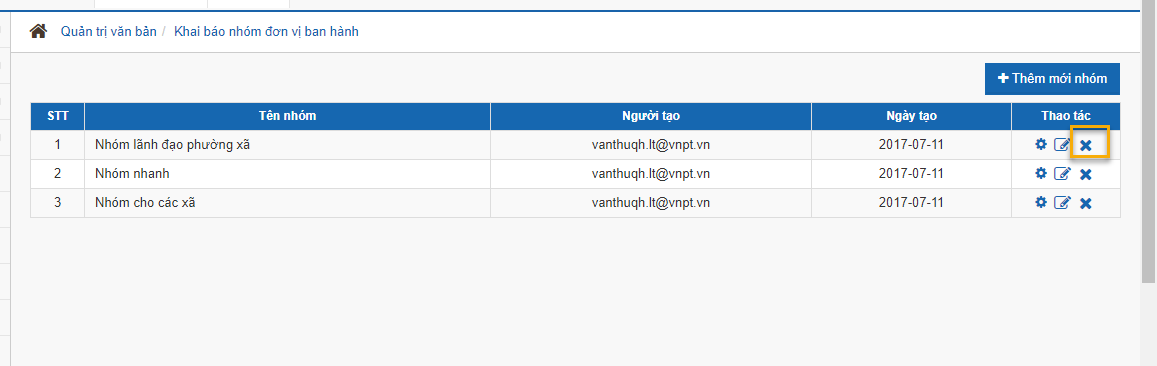 Quản trị văn bản / Khai báo nhóm đơn vị ban hành
Thêm mới nhóm
STT Tên nhóm Người tạo Ngày tạo Thao tác
1 Nhóm lãnh đạo phường xã vanthuqh.lt@vnpt.vn 2017-07-11
2 Nhóm nhanh vanthuqh.lt@vnpt.vn 2017-07-11
3 Nhóm cho các xã vanthuqh.lt@vnpt.vn 2017-07-11